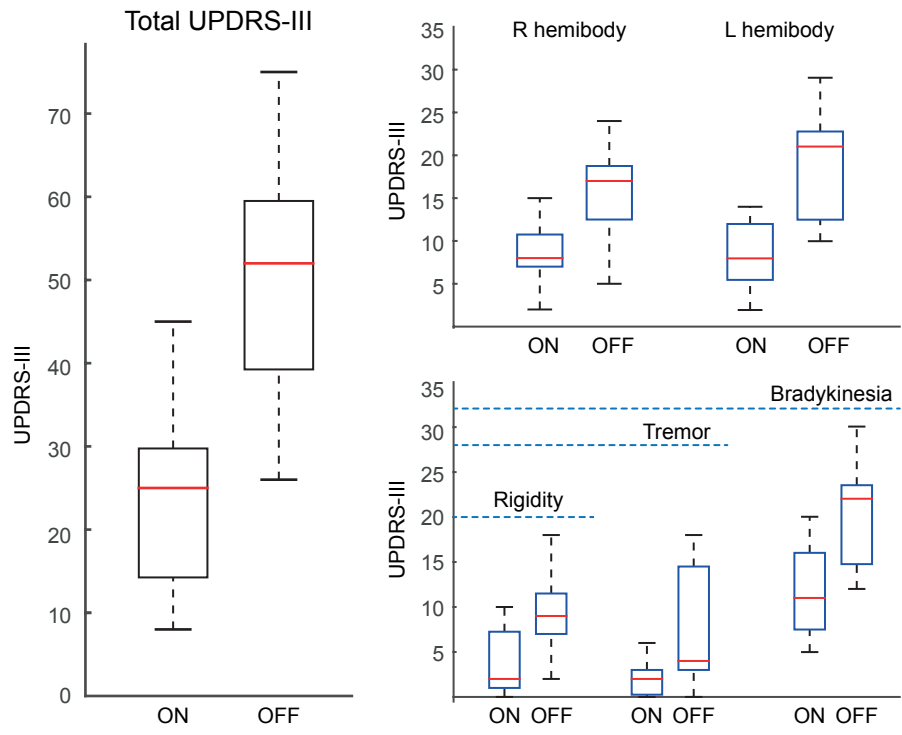 Total UPDRS-III
UPDRS-III
70
60
50
40
30
20
10
0
ON OFF
R hemibody L hemibody
UPDRS-III
35
30
25
20
15
10
5
ON OFF ON OFF
UPDRS-III
35
30
25
20
15
10
5
Bradykinesia
Tremor
Rigidity
ON OFF ON OFF ON OFF